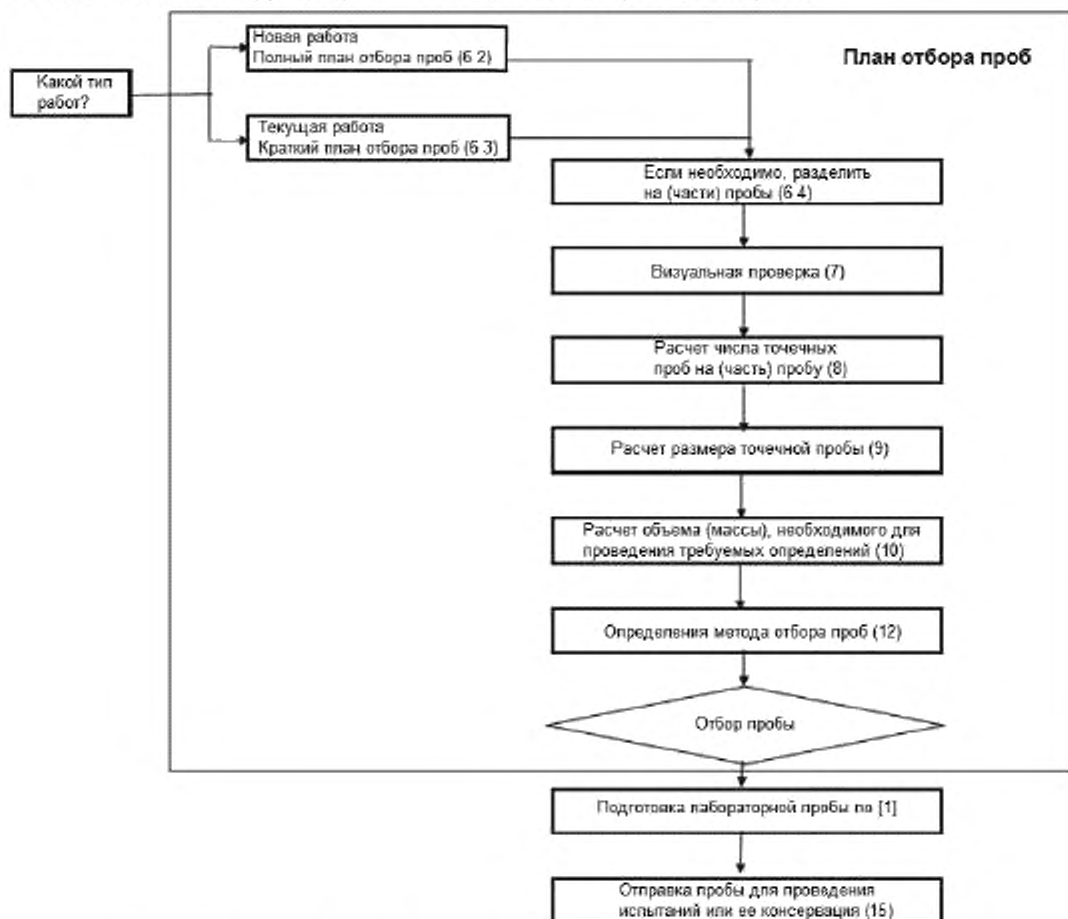 План отбора проб
Какой тип
работ?
Новая работа
Полный план отбора проб (6 2)
Текущая работа
Краткий план отбора проб (6 3)
Если необходимо, разделить
на (части) пробы (6 4)
Визуальная проверка (7)
Расчет числа точечных
проб на (часть) пробу (8)
Расчет размера точечной пробы (9)
Расчет объема (массы), необходимого для
проведения требуемых определений (10)
Определения метода отбора проб (12)
Отбор пробы
Подготовка лабораторной пробы по [1]
Отправка пробы для проведения
испытаний или ее консервация (15)